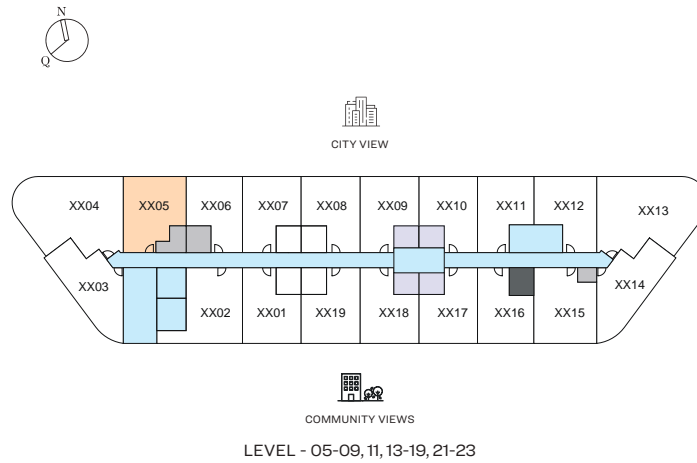 N
Q
CITY VIEW
XX04 XX05 XX06 XX07 XX08 XX09 XX10 XX11 XX12 XX13
XX03 XX02 XX01 XX19 XX18 XX17 XX16 XX15 XX14
COMMUNITY VIEWS
LEVEL - 05-09, 11, 13-19, 21-23